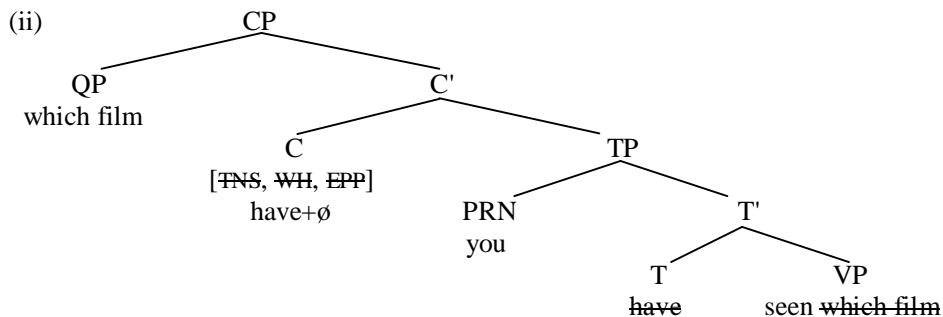 (ii) CP
QP C'
which film
C TP
[TNS, WH, EPP]
have+ø PRN T'
you
T VP
have seen which film